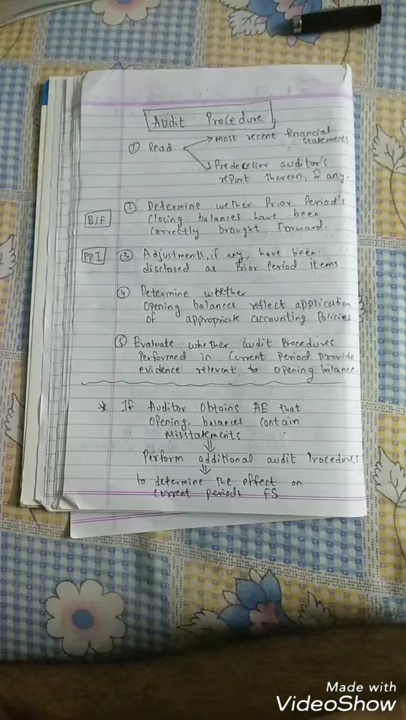 Audit Procedure
① Read → Most recent financial statements
→ Predecessor auditor's report thereon, if any.
B/F ② Determine wether Prior Period's
closing balances have been
correctly brought forward.
PPI ③ Adjustments, if any, have been
disclosed as Prior Period items
④ Determine whether
opening balances reflect application
of appropriate accounting Policies
⑤ Evaluate whether audit Procedures
Performed in Current Period Provide
evidence relevent to opening balance.
* If Auditor Obtains AE that
Opening balances contain
Misstatements
⇓
Perform additional audit Procedures
⇓
to determine the effect on
Current periods FS
Made with
VideoShow